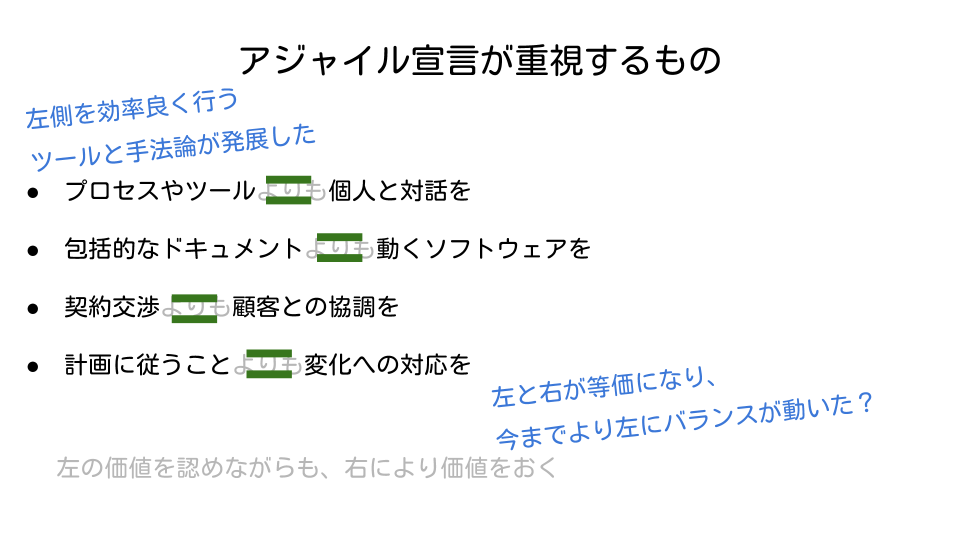 アジャイル宣言が重視するもの
左側を効率良く行う
ツールと手法論が発展した
● プロセスやツールよりも個人と対話を
● 包括的なドキュメントよりも動くソフトウェアを
● 契約交渉よりも顧客との協調を
● 計画に従うことよりも変化への対応を
左と右が等価になり、
今までより左にバランスが動いた？
左の価値を認めながらも、右により価値をおく